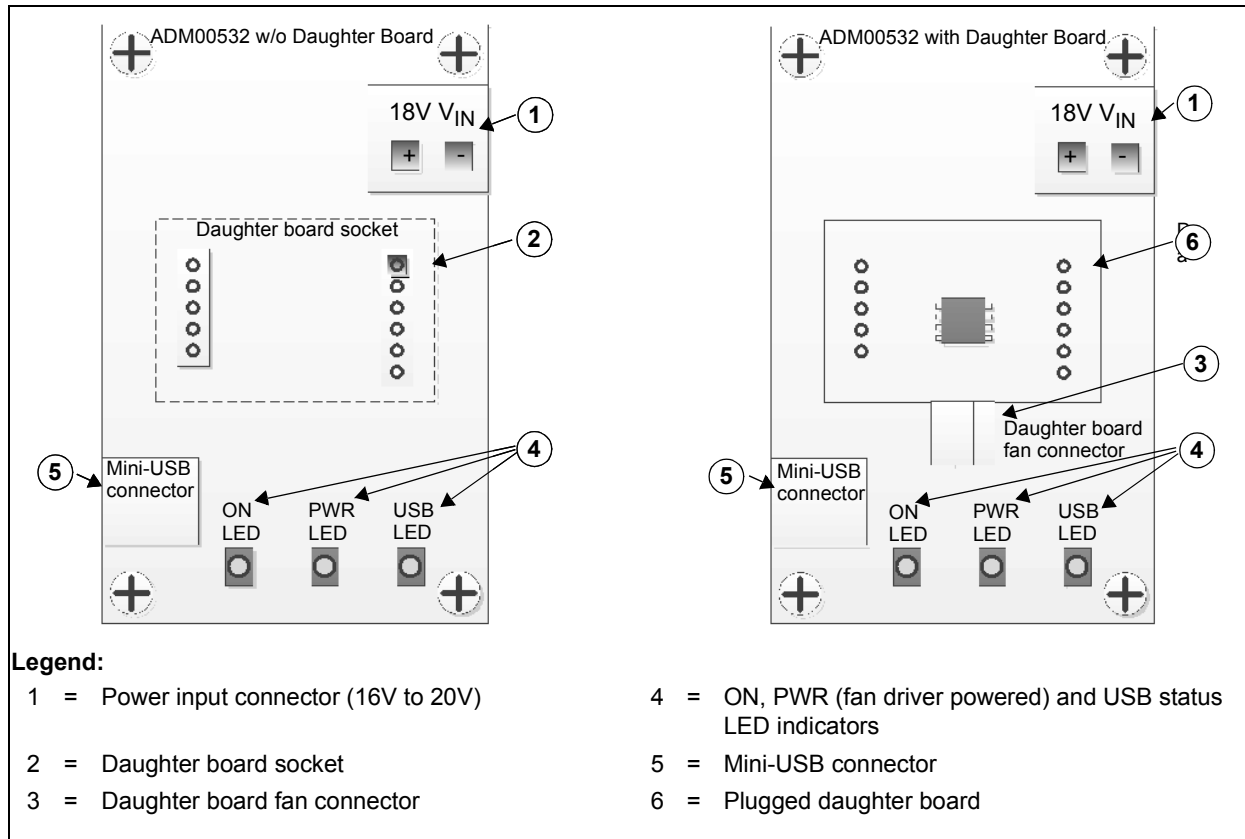 ADM00532 w/o Daughter Board
18V VIN
1
+ -
Daughter board socket
2
5
Mini-USB
connector
4
ON
LED
PWR
LED
USB
LED
ADM00532 with Daughter Board
18V VIN
1
+ -
6
3
Daughter board
fan connector
5
Mini-USB
connector
4
ON
LED
PWR
LED
USB
LED
Legend:
1 = Power input connector (16V to 20V)
2 = Daughter board socket
3 = Daughter board fan connector
4 = ON, PWR (fan driver powered) and USB status
LED indicators
5 = Mini-USB connector
6 = Plugged daughter board